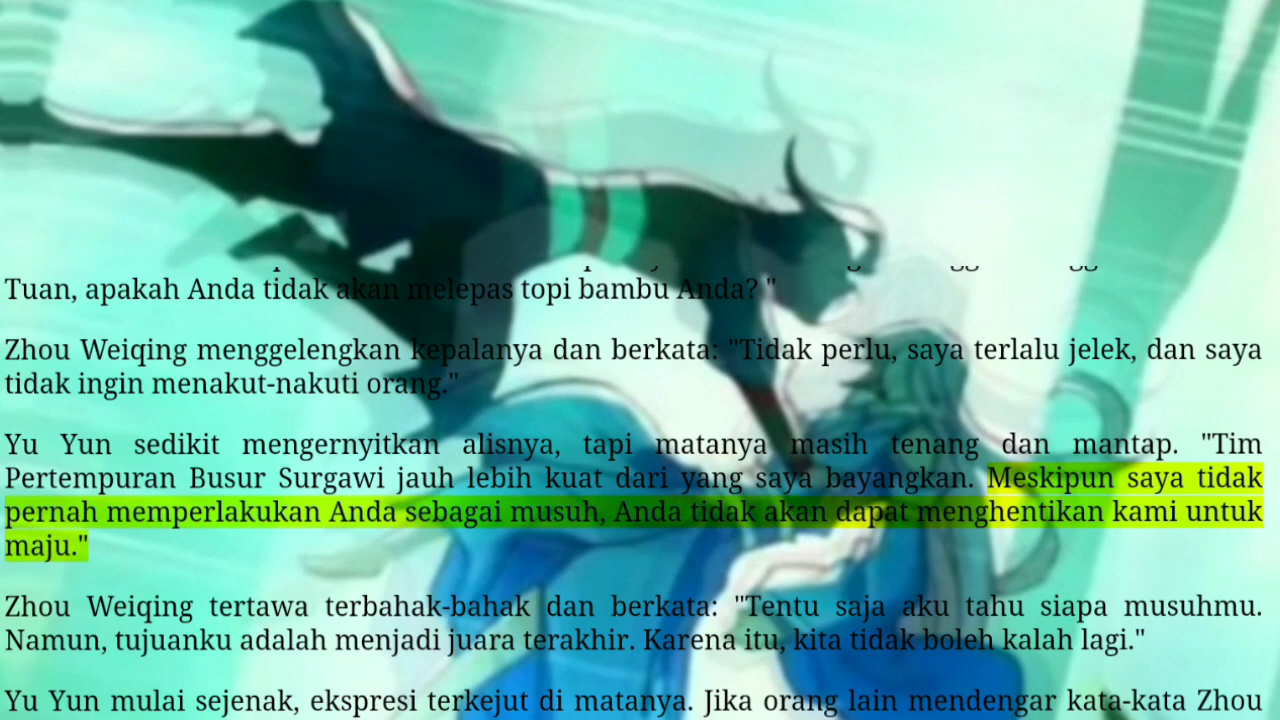 Tuan, apakah Anda tidak akan melepas topi bambu Anda? "
Zhou Weiqing menggelengkan kepalanya dan berkata: "Tidak perlu, saya terlalu jelek, dan saya
tidak ingin menakut-nakuti orang."
Yu Yun sedikit mengernyitkan alisnya, tapi matanya masih tenang dan mantap. "Tim
Pertempuran Busur Surgawi jauh lebih kuat dari yang saya bayangkan. Meskipun saya tidak
pernah memperlakukan Anda sebagai musuh, Anda tidak akan dapat menghentikan kami untuk
maju."
Zhou Weiqing tertawa terbahak-bahak dan berkata: "Tentu saja aku tahu siapa musuhmu.
Namun, tujuanku adalah menjadi juara terakhir. Karena itu, kita tidak boleh kalah lagi."
Yu Yun mulai sejenak, ekspresi terkejut di matanya. Jika orang lain mendengar kata-kata Zhou